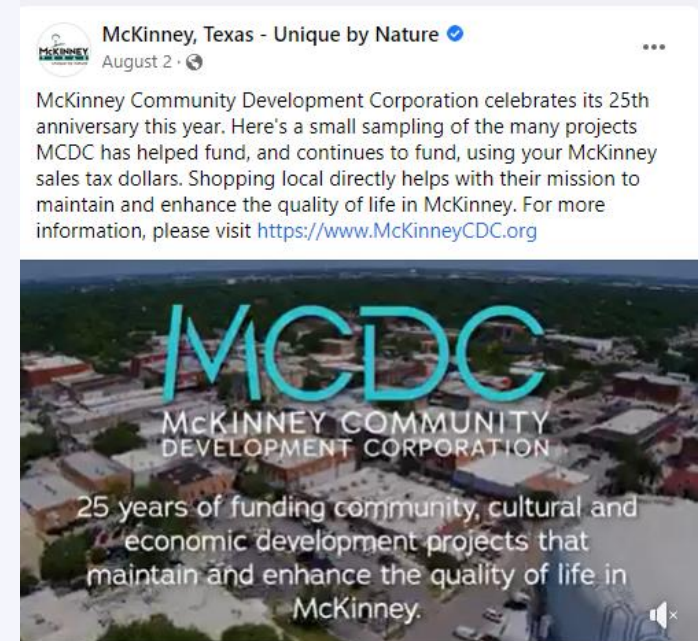 McKinney, Texas - Unique by Nature
August 2 ·
McKINNEY
TEXAS
McKinney Community Development Corporation celebrates its 25th
anniversary this year. Here's a small sampling of the many projects
MCDC has helped fund, and continues to fund, using your McKinney
sales tax dollars. Shopping local directly helps with their mission to
maintain and enhance the quality of life in McKinney. For more
information, please visit https://www.McKinneyCDC.org
MCDC
McKINNEY COMMUNITY
DEVELOPMENT CORPORATION
25 years of funding community, cultural and
economic development projects that
maintain and enhance the quality of life in
McKinney.